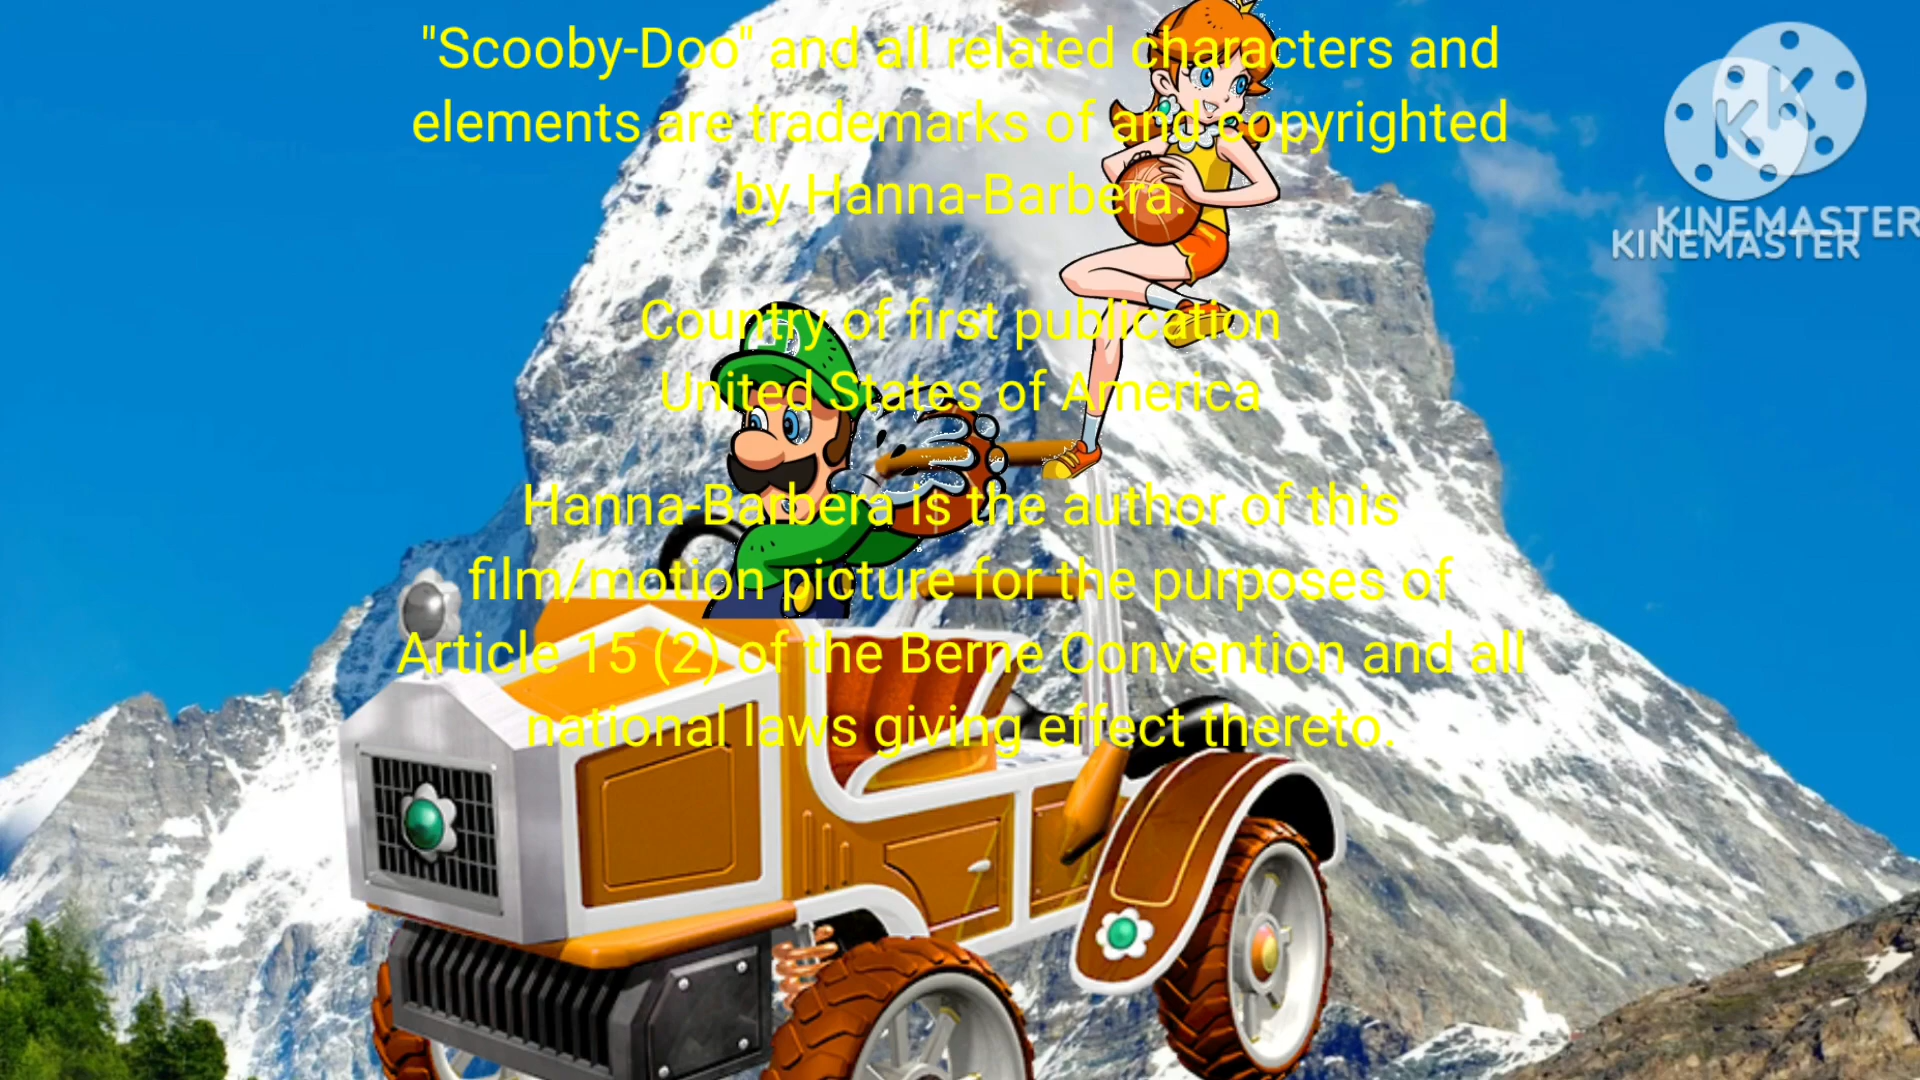 "Scooby-Doo" and all related characters and
elements are trademarks of and copyrighted
by Hanna-Barbera.
Country of first publication
United States of America
Hanna-Barbera is the author of this
film/motion picture for the purposes of
Article 15 (2) of the Berne Convention and all
national laws giving effect thereto.
K K
KINEMASTER
KINEMASTER